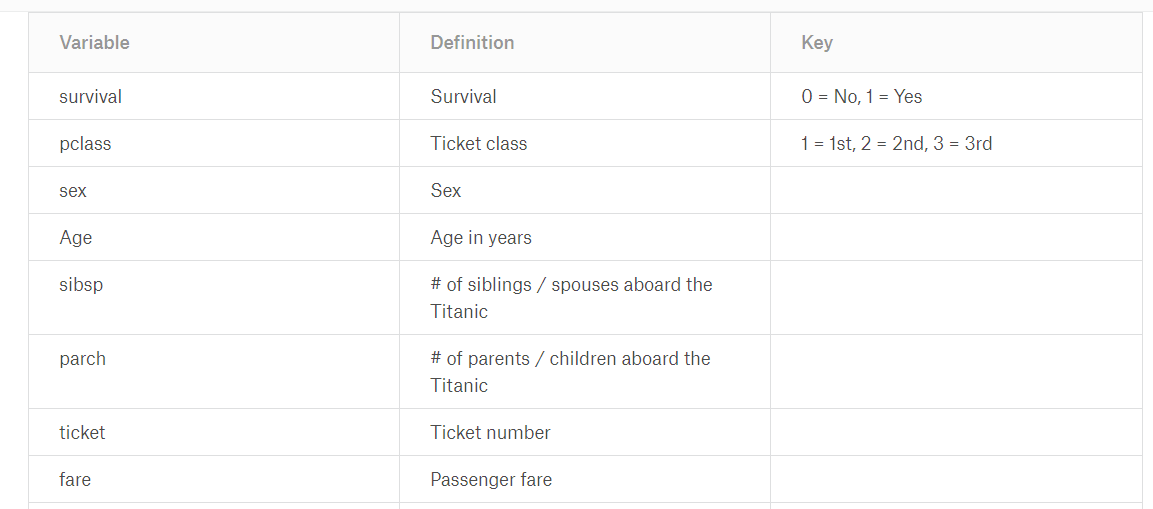 Variable Definition Key
survival Survival 0 = No, 1 = Yes
pclass Ticket class 1 = 1st, 2 = 2nd, 3 = 3rd
sex Sex
Age Age in years
sibsp # of siblings / spouses aboard the
Titanic
parch # of parents / children aboard the
Titanic
ticket Ticket number
fare Passenger fare